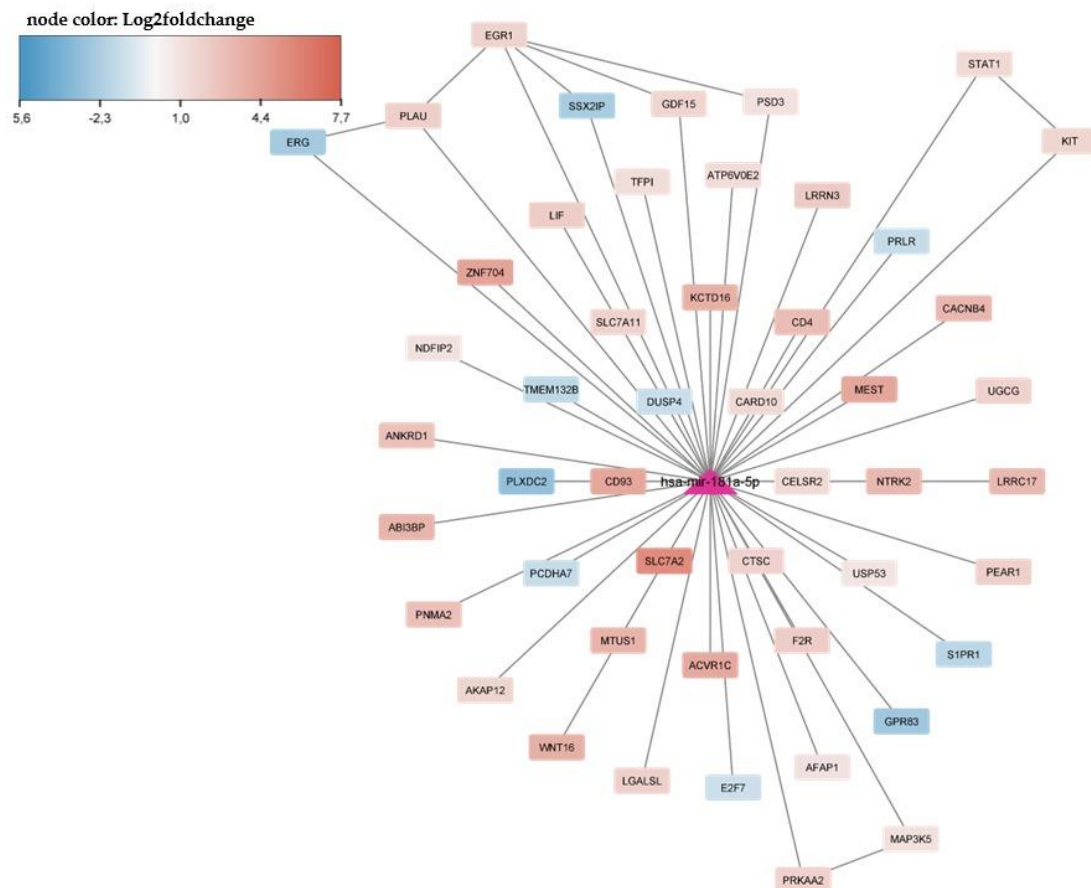 node color: Log2foldchange
5,6 -2,3 1,0 4,4 7,7
EGR1
STAT1
SSX2IP
GDF15
PSD3
PLAU
ERG
KIT
TFPI
ATP6V0E2
LRRN3
LIF
PRLR
ZNF704
KCTD16
CACNB4
SLC7A11
CD4
NDFIP2
TMEM132B
DUSP4
CARD10
MEST
UGCG
ANKRD1
PLXDC2
CD93
hsa-mir-181a-5p
CELSR2
NTRK2
LRRC17
ABI3BP
PCDHA7
SLC7A2
CTSC
USP53
PEAR1
PNMA2
MTUS1
F2R
S1PR1
ACVR1C
AKAP12
GPR83
WNT16
AFAP1
LGALSL
E2F7
MAP3K5
PRKAA2